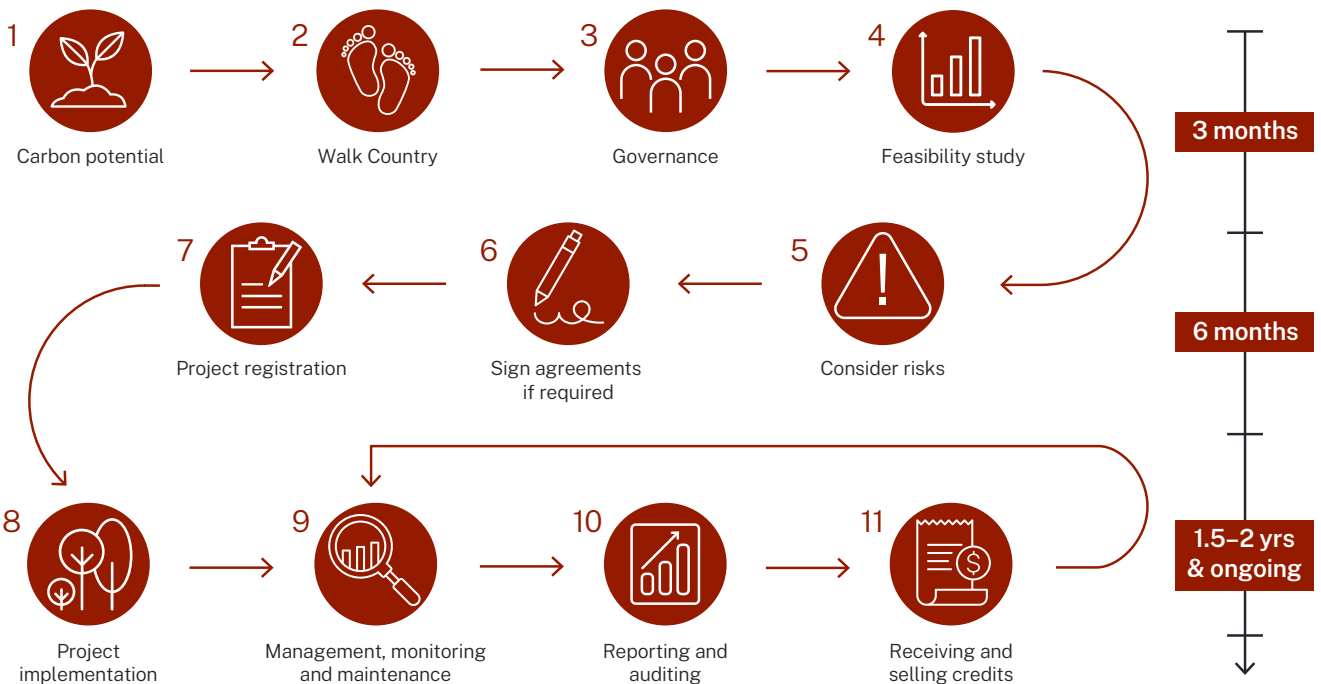 1
Carbon potential
2
Walk Country
3
Governance
4
Feasibility study
3 months
5
Consider risks
6
Sign agreements
if required
7
Project registration
6 months
8
Project
implementation
9
Management, monitoring
and maintenance
10
Reporting and
auditing
11
$
Receiving and
selling credits
1.5–2 yrs
& ongoing